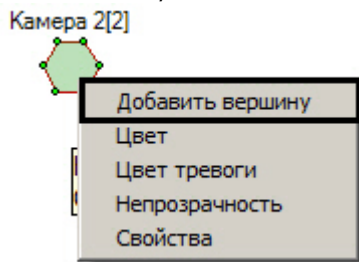 Камера 2[2]
Добавить вершину
Цвет
Цвет тревоги
Непрозрачность
Свойства